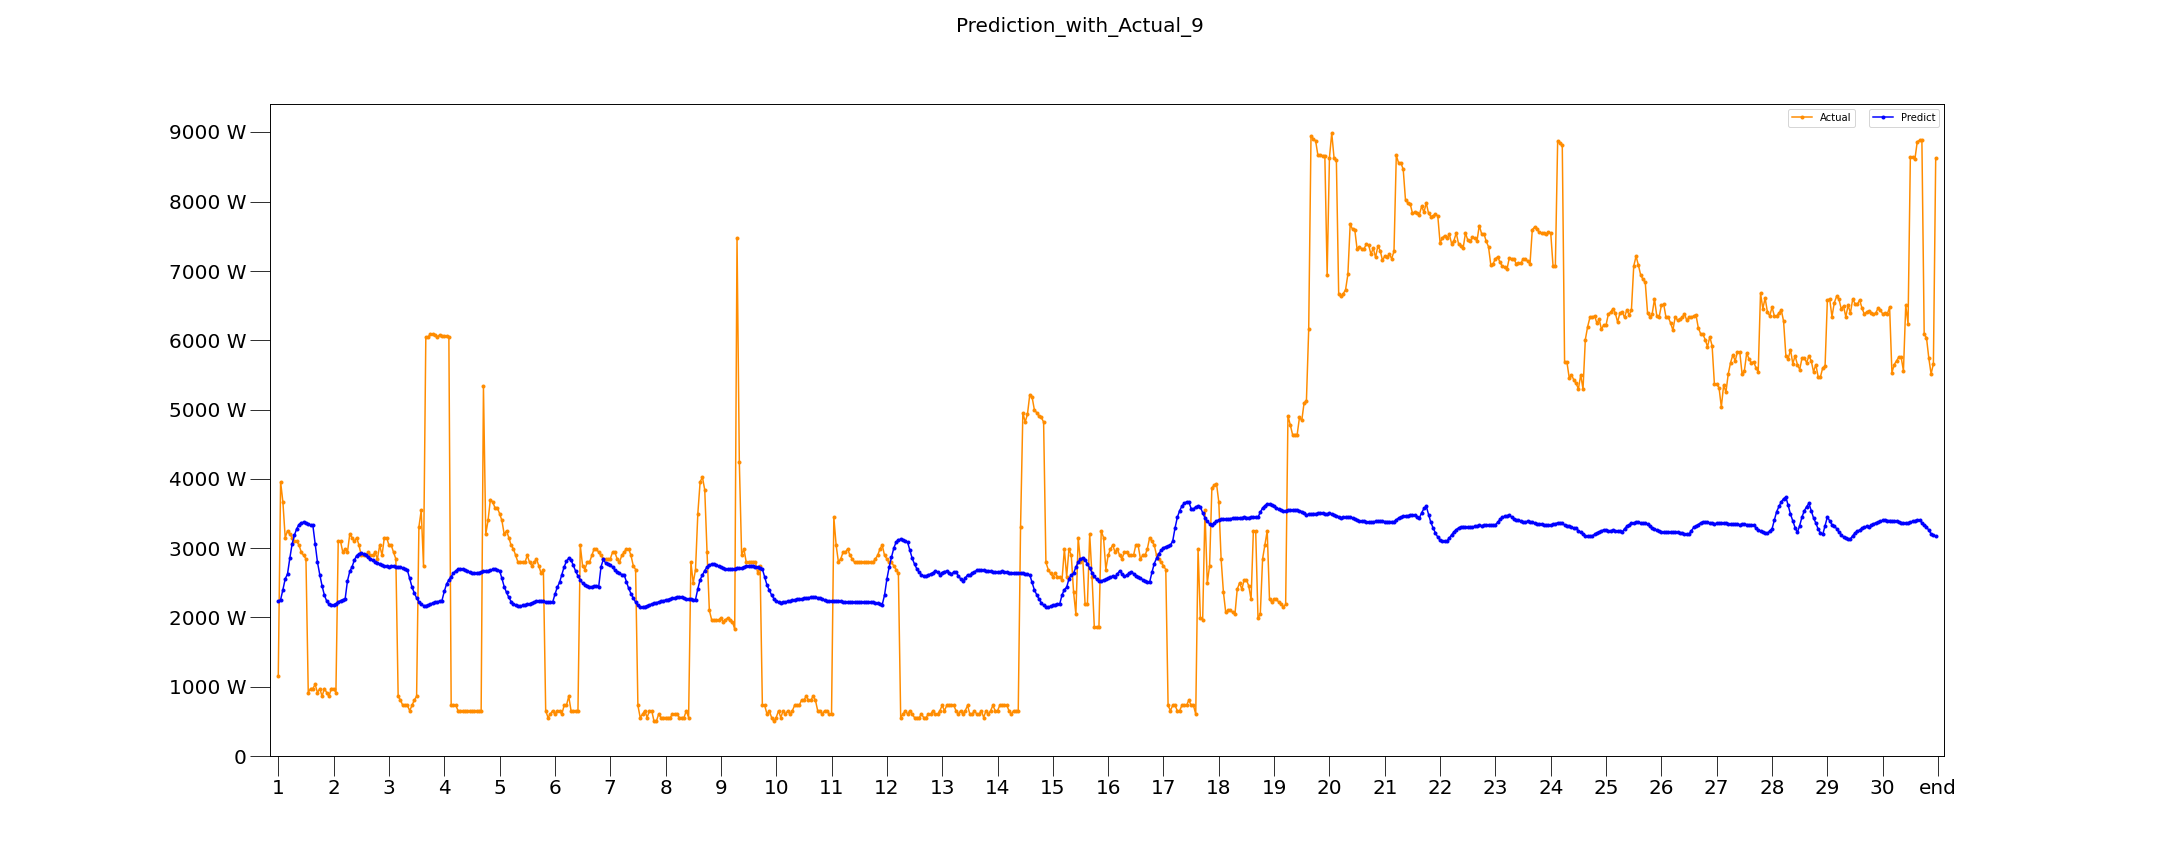 Prediction_with_Actual_9
Actual Predict
9000 W
8000 W
7000 W
6000 W
5000 W
4000 W
3000 W
2000 W
1000 W
0
1 2 3 4 5 6 7 8 9 10 11 12 13 14 15 16 17 18 19 20 21 22 23 24 25 26 27 28 29 30 end